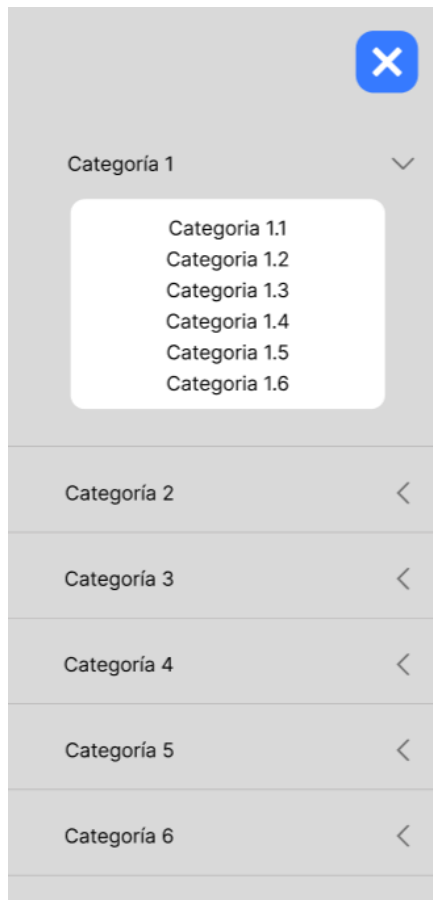 Categoría 1
Categoria 1.1
Categoria 1.2
Categoria 1.3
Categoria 1.4
Categoria 1.5
Categoria 1.6
Categoría 2
Categoría 3
Categoría 4
Categoría 5
Categoría 6